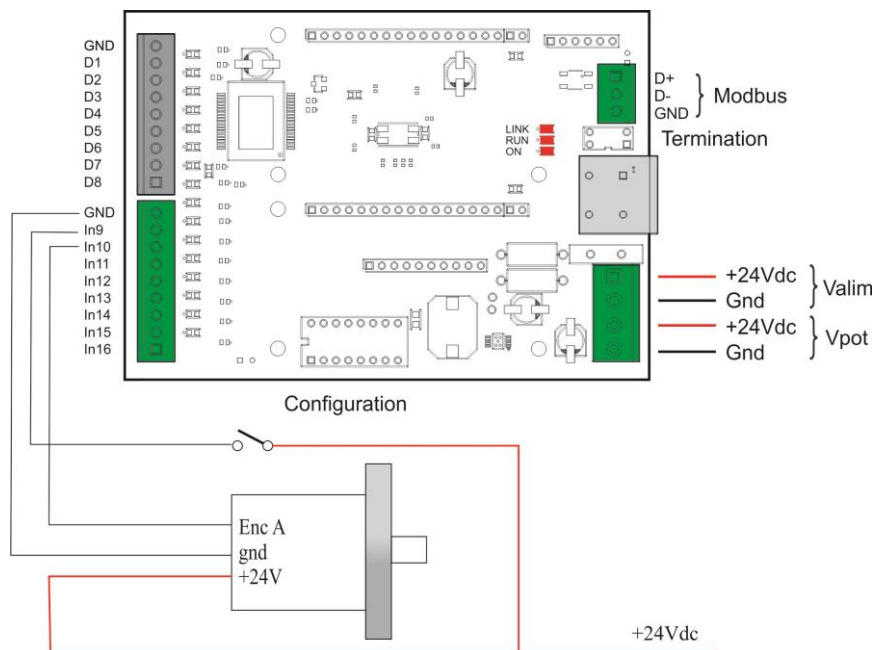 GND
D1
D2
D3
D4
D5
D6
D7
D8
GND
In9
In10
In11
In12
In13
In14
In15
In16
LINK
RUN
ON
D+
D-
GND
Modbus
Termination
+24Vdc
Gnd
Valim
+24Vdc
Gnd
Vpot
Configuration
Enc A
gnd
+24V
+24Vdc